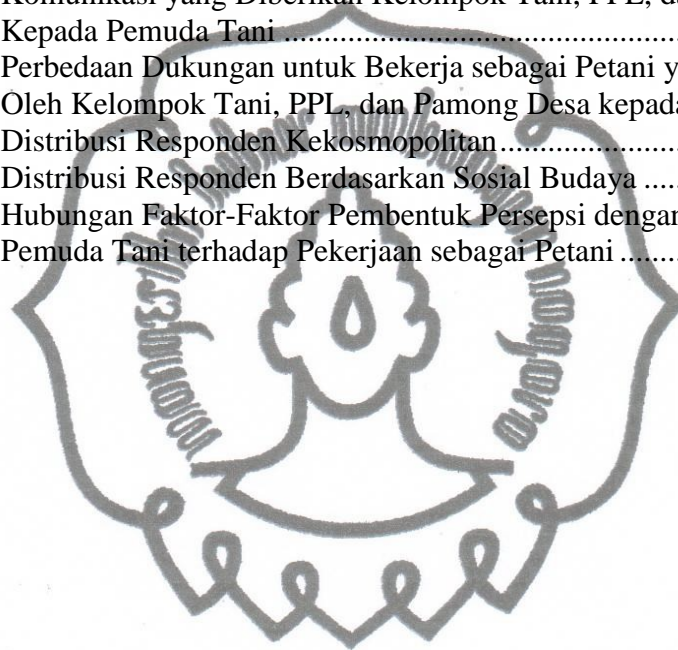 Komunikasi yang Diberikan Kelompok Tani, PPL, da
Kepada Pemuda Tani ......................................................
Perbedaan Dukungan untuk Bekerja sebagai Petani y
Oleh Kelompok Tani, PPL, dan Pamong Desa kepada
Distribusi Responden Kekosmopolitan..........................
Distribusi Responden Berdasarkan Sosial Budaya .....
Hubungan Faktor-Faktor Pembentuk Persepsi dengan
Pemuda Tani terhadap Pekerjaan sebagai Petani ........